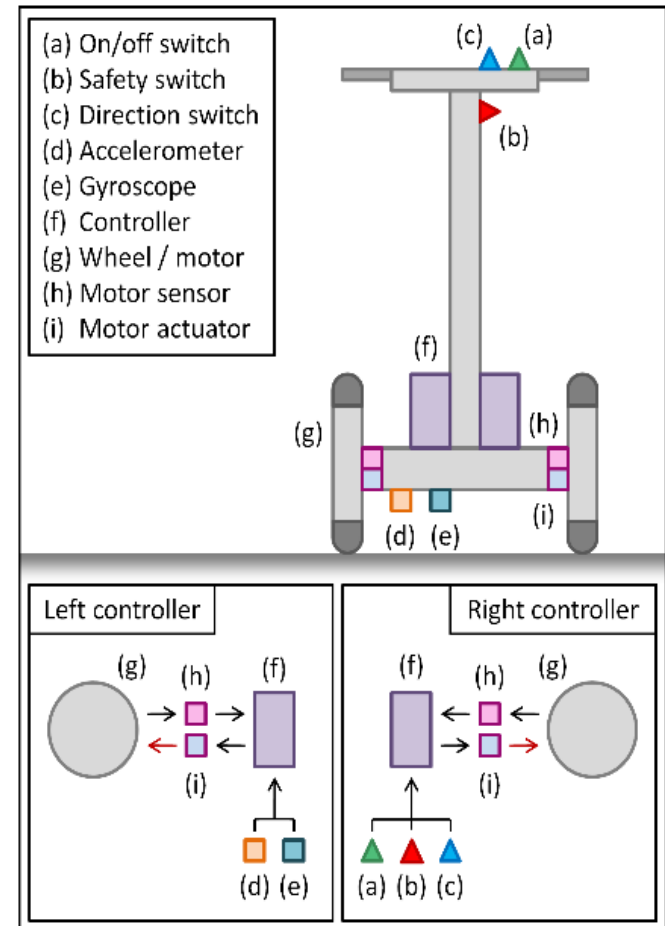 (a) On/off switch
(b) Safety switch
(c) Direction switch
(d) Accelerometer
(e) Gyroscope
(f) Controller
(g) Wheel / motor
(h) Motor sensor
(i) Motor actuator
(c) (a)
(b)
(f)
(g) (h)
(d) (e) (i)
Left controller
(g) (h) (f)
(i)
(d) (e)
Right controller
(f) (h) (g)
(i)
(a) (b) (c)